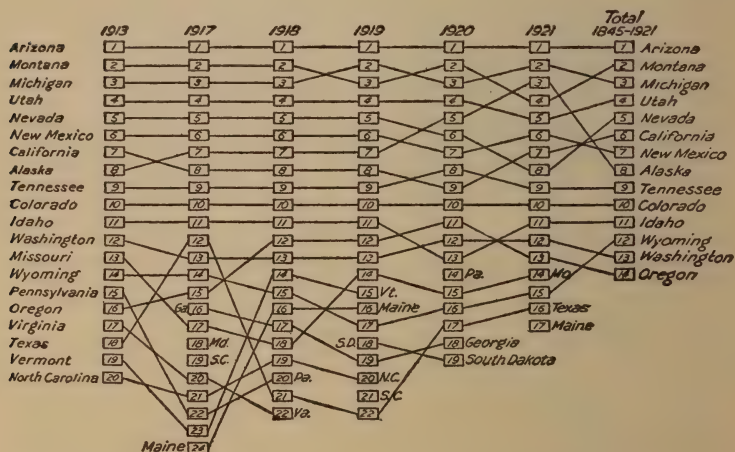 Total
1913 1917 1918 1919 1920 1921 1845-1921
Arizona 1 1 1 1 1 1 1 Arizona
Montana 2 2 2 2 2 2 2 Montana
Michigan 3 3 3 3 3 3 3 Michigan
Utah 4 4 4 4 4 4 4 Utah
Nevada 5 5 5 5 5 5 5 Nevada
New Mexico 6 6 6 6 6 6 6 California
California 7 7 7 7 7 7 7 New Mexico
Alaska 8 8 8 8 8 8 8 Alaska
Tennessee 9 9 9 9 9 9 9 Tennessee
Colorado 10 10 10 10 10 10 10 Colorado
Idaho 11 11 11 11 11 11 11 Idaho
Washington 12 12 12 12 12 12 12 Wyoming
Missouri 13 13 13 13 13 13 13 Washington
Wyoming 14 14 14 14 14 Pa. 14 Mo. 14 Oregon
Pennsylvania 15 15 15 15 Vt. 15 15
Oregon 16 Ga. 16 16 16 Maine 16 16 Texas
Virginia 17 17 17 17 17 17 Maine
Texas 18 18 Md. 18 S.D. 18 18 Georgia
Vermont 19 19 S.C. 19 19 19 South Dakota
North Carolina 20 20 20 Pa. 20 N.C.
21 21 21 S.C.
22 22 Va. 22
23
Maine 24